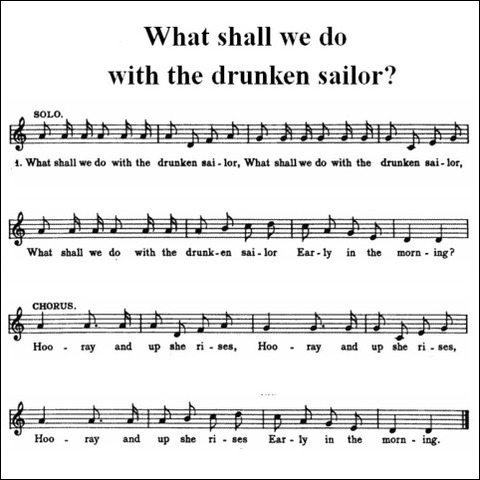 What shall we do
with the drunken sailor?
SOLO.
1. What shall we do with the drunken sai - lor, What shall we do with the drunken sai - lor,
What shall we do with the drunk-en sai - lor Ear - ly in the morn - ing?
CHORUS.
Hoo - ray and up she ri - ses, Hoo - ray and up she ri - ses,
Hoo - ray and up she ri - ses Ear - ly in the morn - ing.